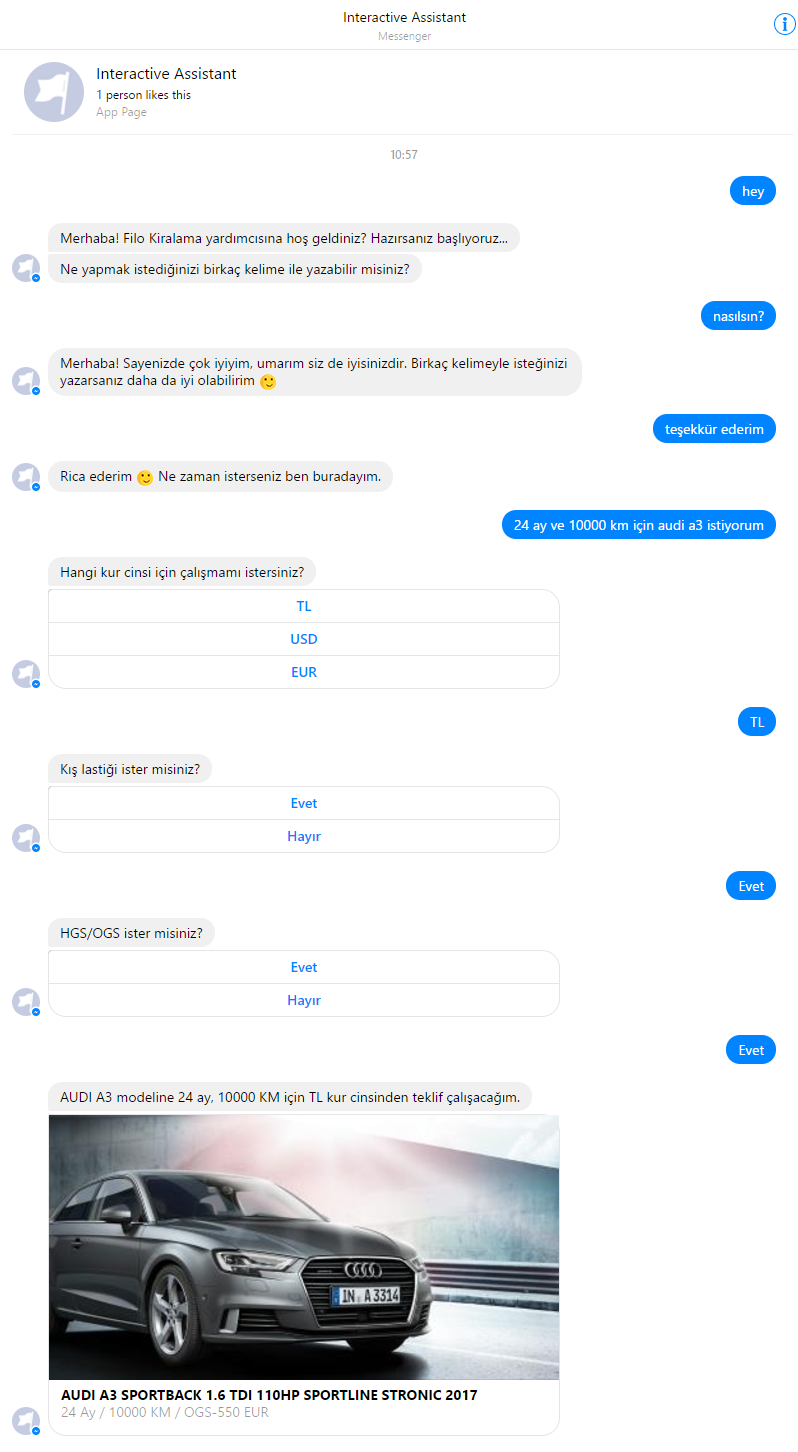 Interactive Assistant
Messenger
Interactive Assistant
1 person likes this
App Page
10:57
hey
Merhaba! Filo Kiralama yardımcısına hoş geldiniz? Hazırsanız başlıyoruz...
Ne yapmak istediğinizi birkaç kelime ile yazabilir misiniz?
nasılsın?
Merhaba! Sayenizde çok iyiyim, umarım siz de iyisinizdir. Birkaç kelimeyle isteğinizi
yazarsanız daha da iyi olabilirim 🙂
teşekkür ederim
Rica ederim 🙂 Ne zaman isterseniz ben buradayım.
24 ay ve 10000 km için audi a3 istiyorum
Hangi kur cinsi için çalışmamı istersiniz?
TL
USD
EUR
TL
Kış lastiği ister misiniz?
Evet
Hayır
Evet
HGS/OGS ister misiniz?
Evet
Hayır
Evet
AUDI A3 modeline 24 ay, 10000 KM için TL kur cinsinden teklif çalışacağım.
IN A 3314
AUDI A3 SPORTBACK 1.6 TDI 110HP SPORTLINE STRONIC 2017
24 Ay / 10000 KM / OGS-550 EUR